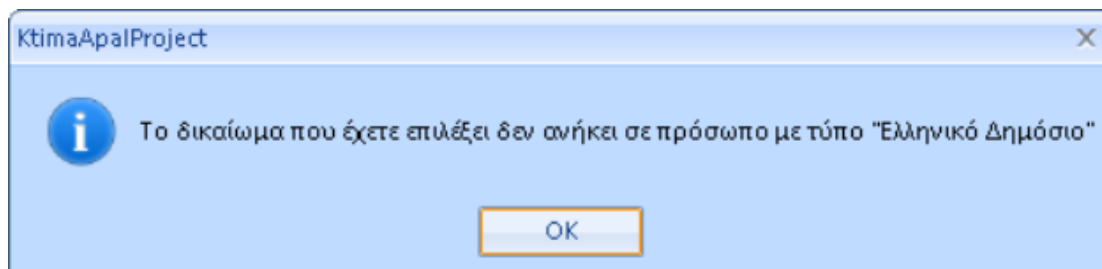 KtimaApalProject
Το δικαίωμα που έχετε επιλέξει δεν ανήκει σε πρόσωπο με τύπο "Ελληνικό Δημόσιο"
OK